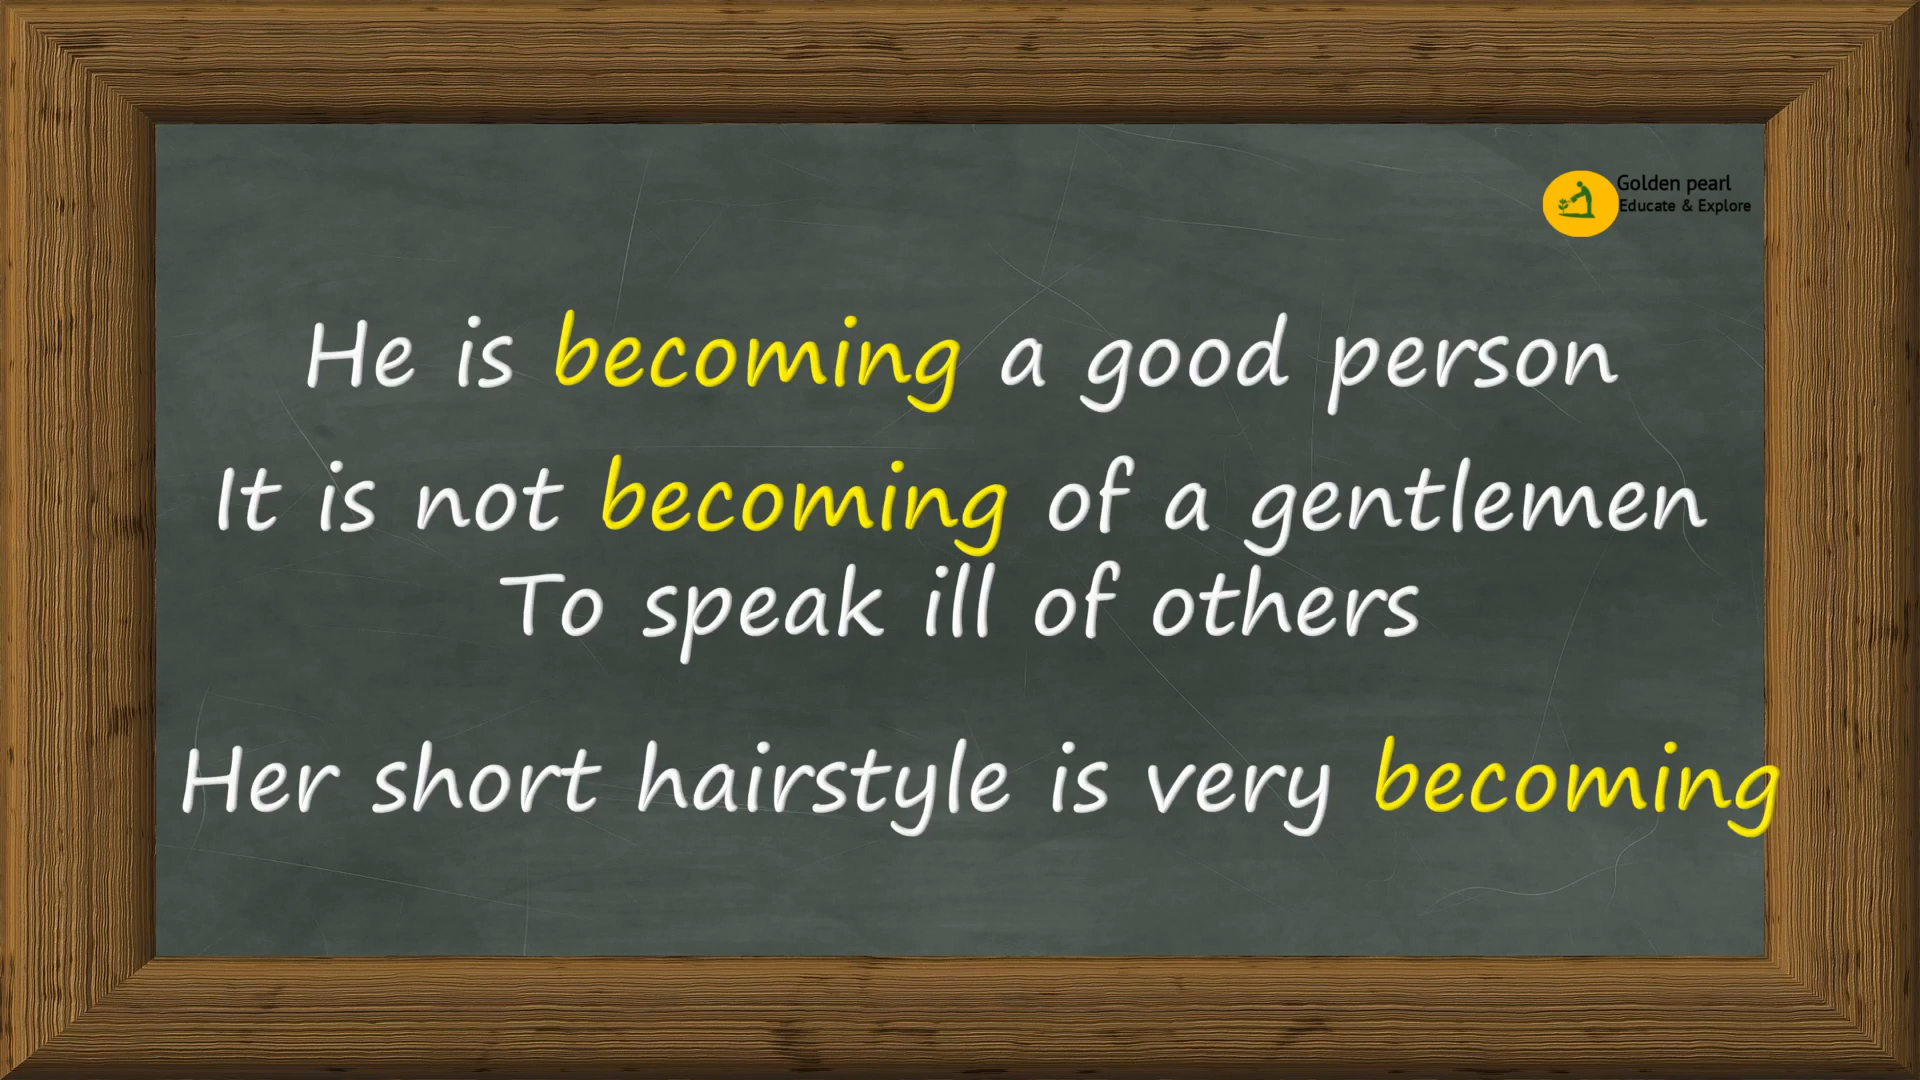 Golden pearl
Educate & Explore
He is becoming a good person
It is not becoming of a gentlemen
To speak ill of others
Her short hairstyle is very becoming